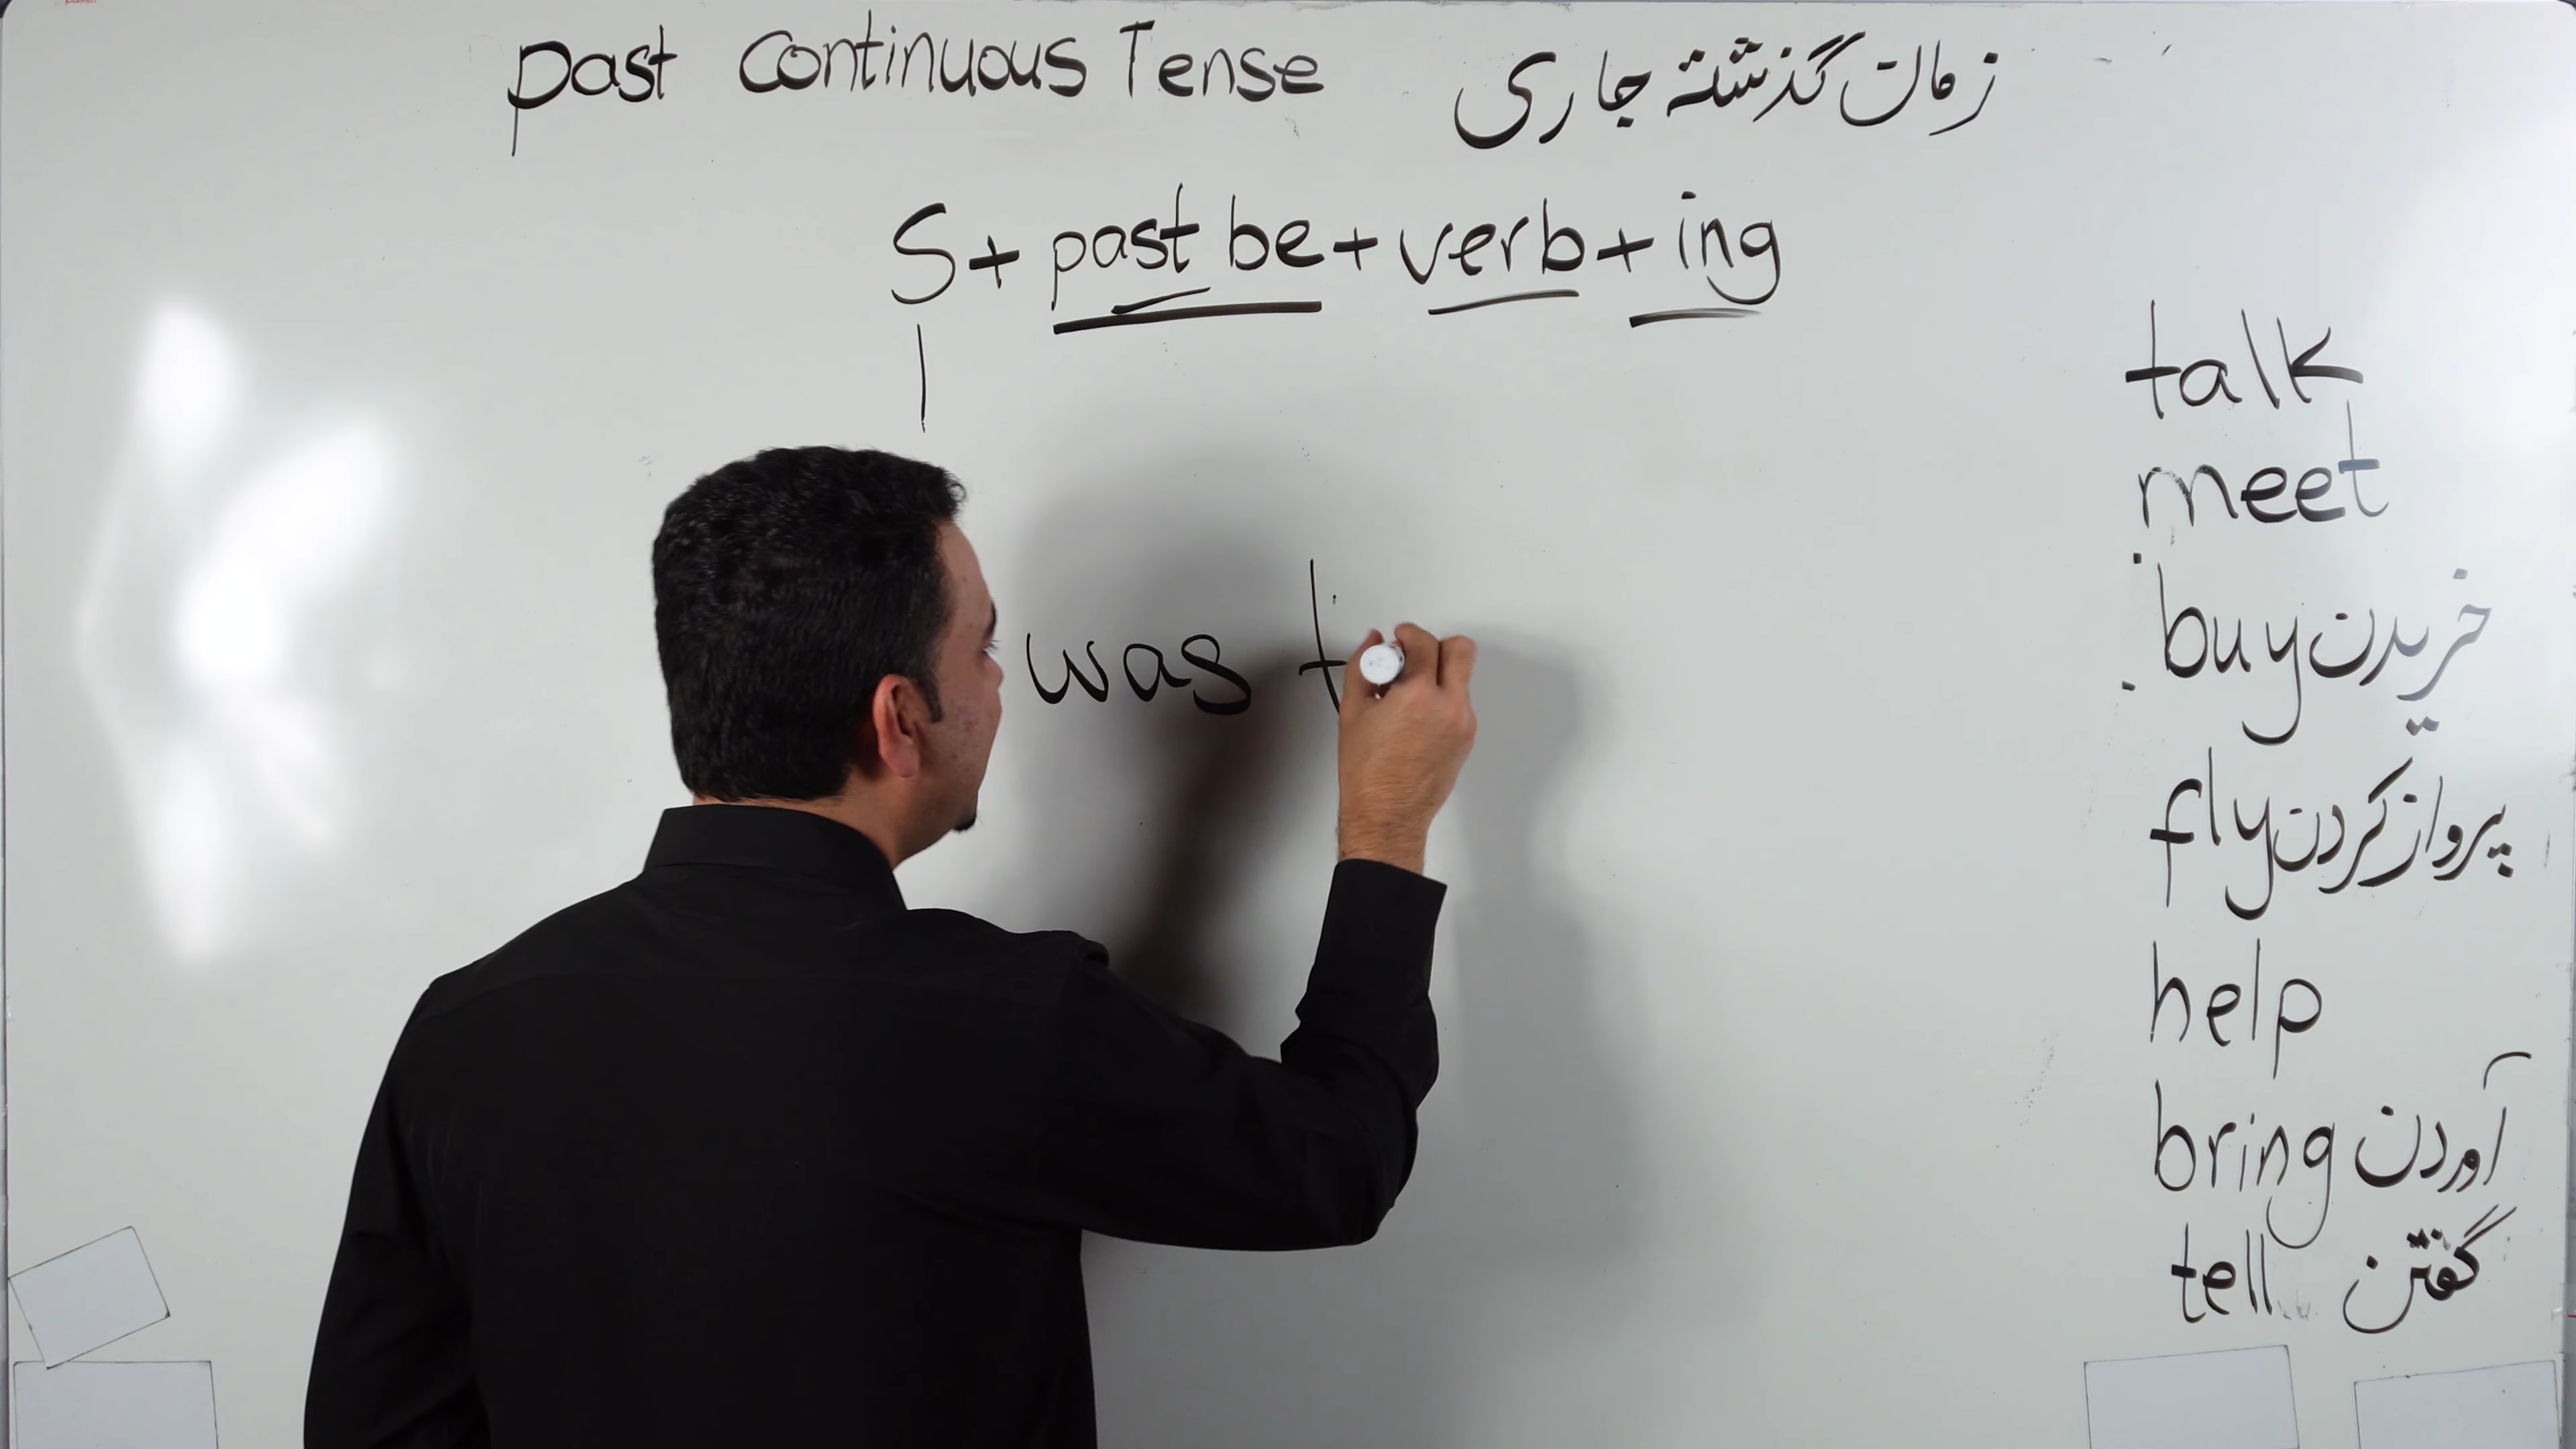 past Continuous Tense زمان گذشته جاری
S + past be + verb + ing
I
was t
talk
meet
buy خریدن
fly پرواز کردن
help
bring آوردن
tell گفتن